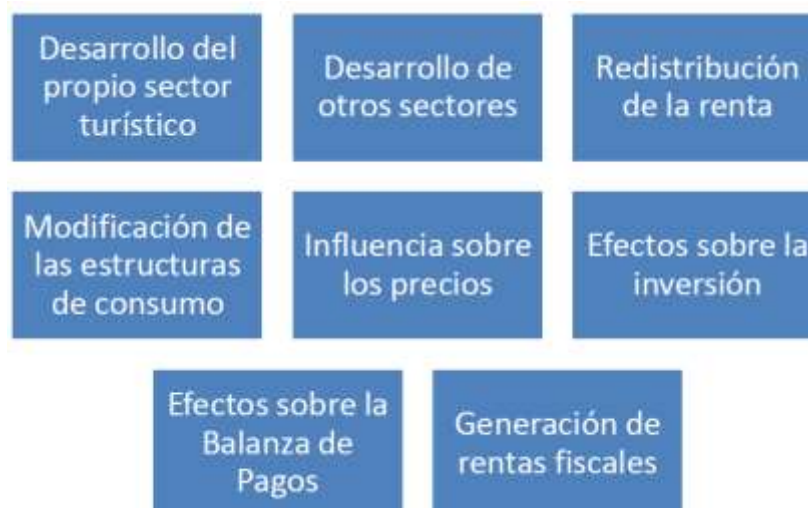 Desarrollo del
propio sector
turístico
Desarrollo de
otros sectores
Redistribución
de la renta
Modificación de
las estructuras
de consumo
Influencia sobre
los precios
Efectos sobre la
inversión
Efectos sobre la
Balanza de
Pagos
Generación de
rentas fiscales